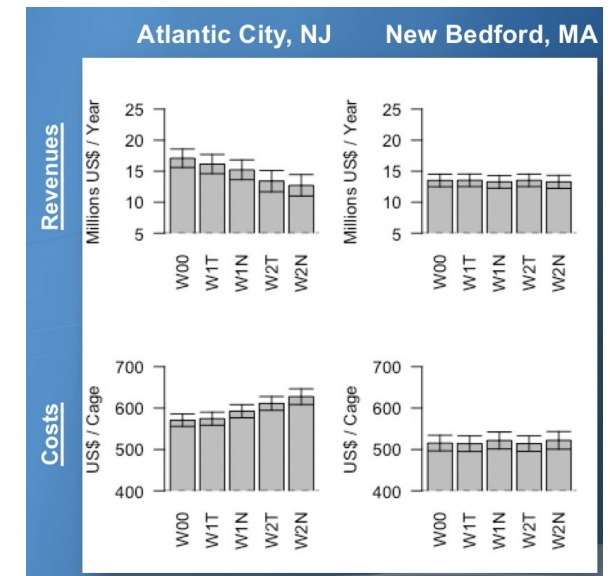 Atlantic City, NJ
New Bedford, MA
Revenues
Millions US$ / Year
25
20
15
10
5
W00
W1T
W1N
W2T
W2N
Millions US$ / Year
25
20
15
10
5
W00
W1T
W1N
W2T
W2N
Costs
US$ / Cage
700
600
500
400
W00
W1T
W1N
W2T
W2N
US$ / Cage
700
600
500
400
W00
W1T
W1N
W2T
W2N